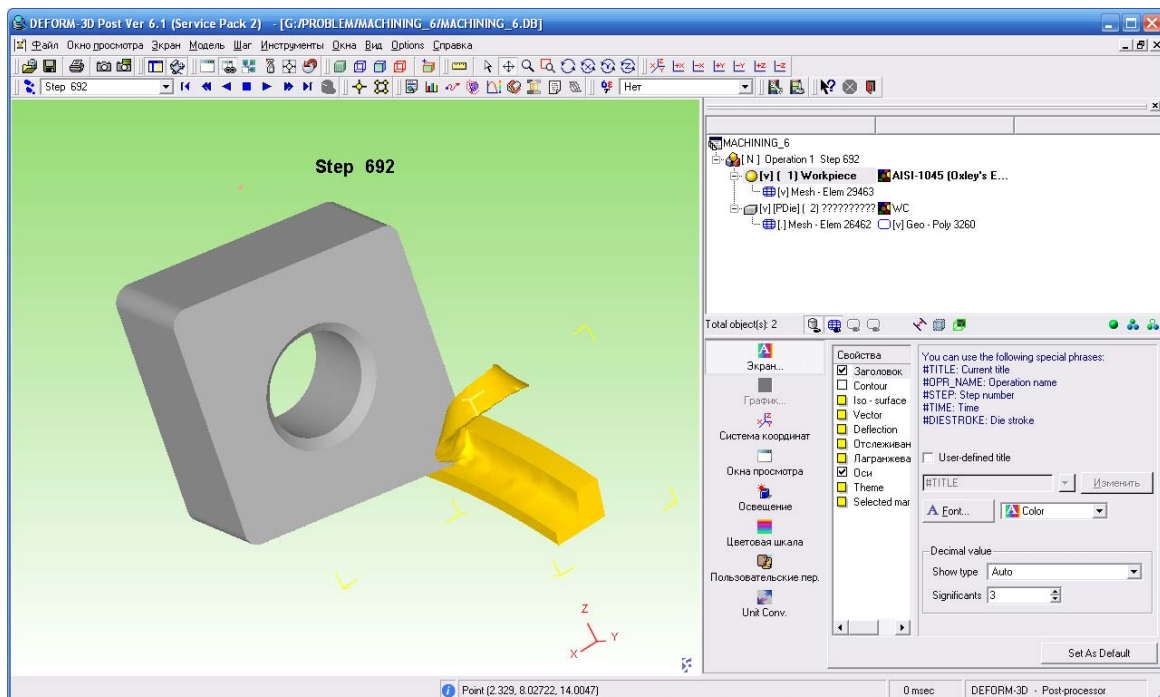 DEFORM-3D Post Ver 6.1 (Service Pack 2) - [G:/PROBLEM/MACHINING_6/MACHINING_6.DB]
Файл Окно просмотра Экран Модель Шаг Инструменты Окна Вид Options Справка
Step 692
Нет
Step 692
Z
Y
X
MACHINING_6
[ N ] Operation 1 Step 692
[v] ( 1) Workpiece AISI-1045 (Oxley's E...
[v] Mesh - Elem 29463
[v] [PDie] ( 2) ?????????? WC
[.] Mesh - Elem 26462 [v] Geo - Poly 3260
Total object(s): 2
Экран...
График...
Система координат
Окна просмотра
Освещение
Цветовая шкала
Пользовательские пер.
Unit Conv.
Свойства
Заголовок
Contour
Iso - surface
Vector
Deflection
Отслеживан
Лагранжева
Оси
Theme
Selected mar
You can use the following special phrases:
#TITLE: Current title
#OPR_NAME: Operation name
#STEP: Step number
#TIME: Time
#DIESTROKE: Die stroke
User-defined title
#TITLE Изменить
A Font... A Color
Decimal value
Show type Auto
Significants 3
Set As Default
Point (2.329, 8.02722, 14.0047) 0 msec DEFORM-3D - Post-processor